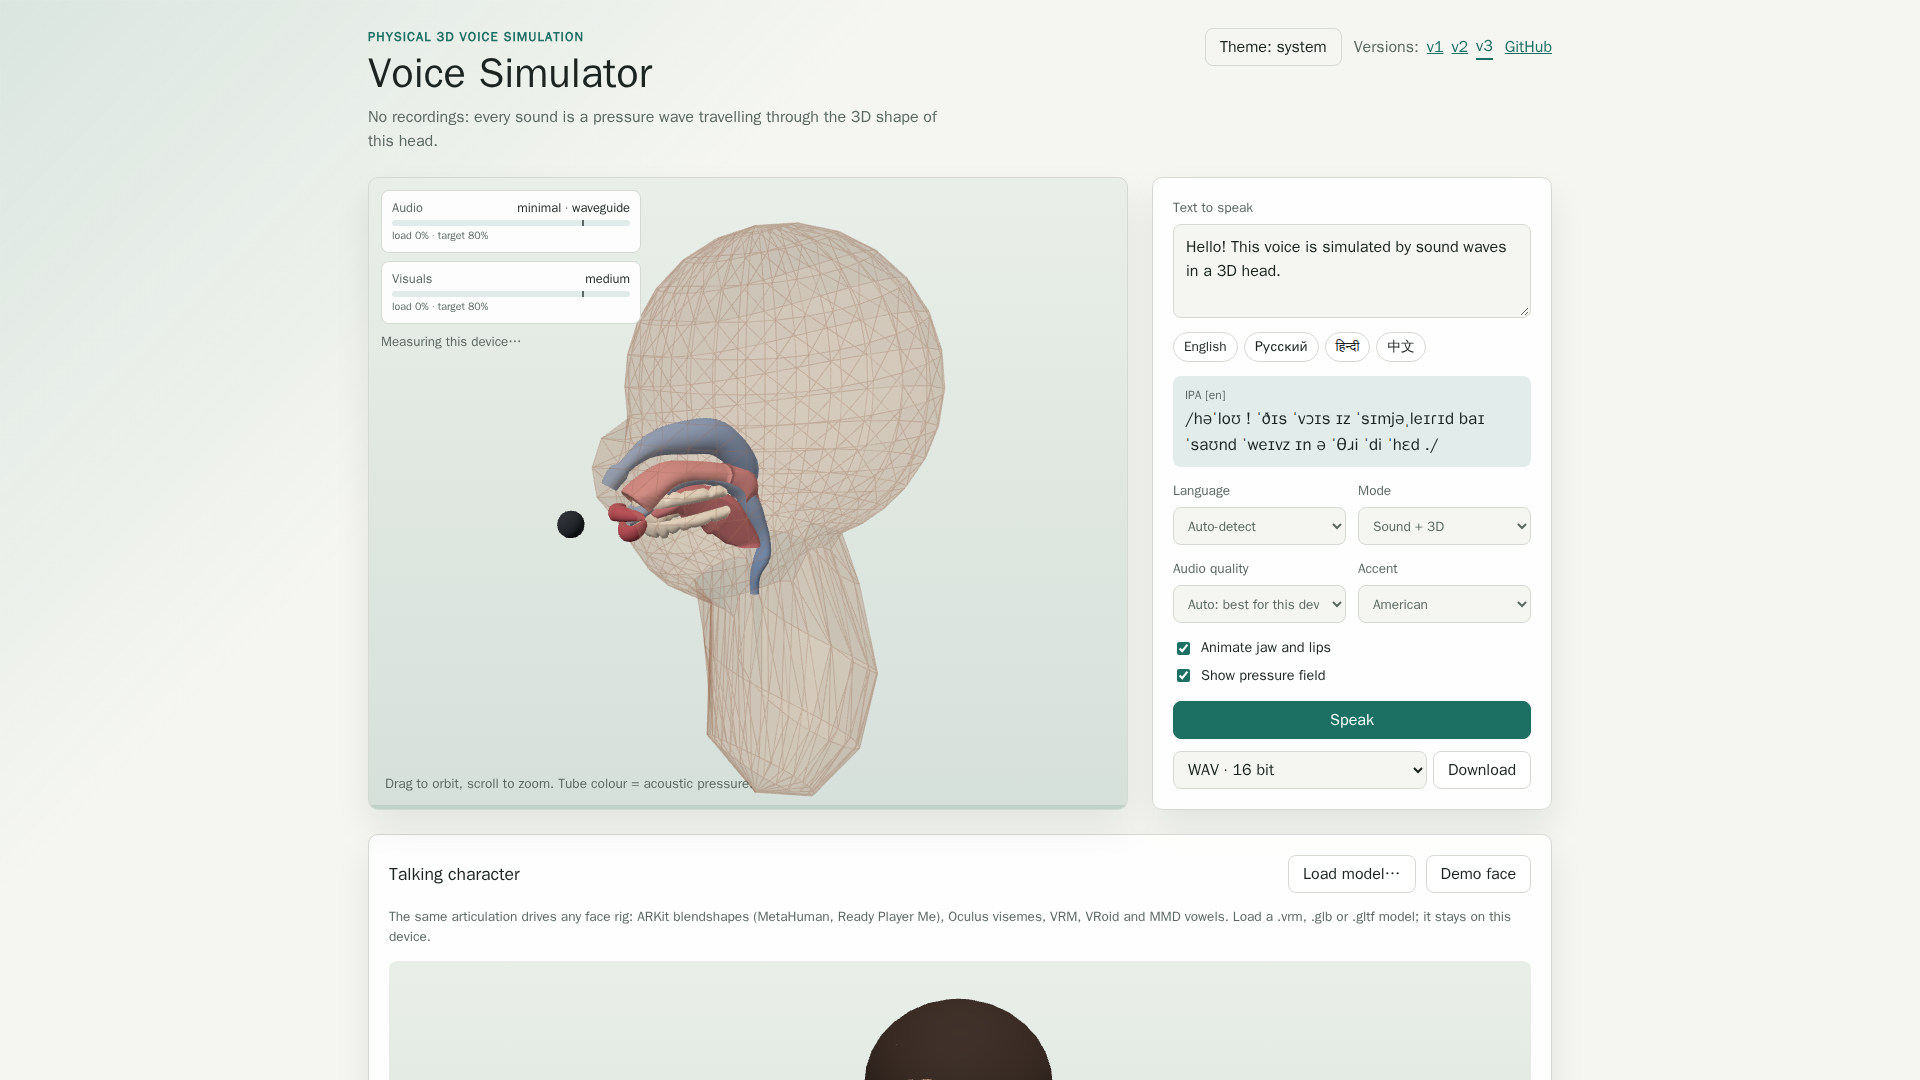 PHYSICAL 3D VOICE SIMULATION
Voice Simulator
No recordings: every sound is a pressure wave travelling through the 3D shape of
this head.
Theme: system
Versions: v1 v2 v3 GitHub
Audio minimal · waveguide
load 0% · target 80%
Visuals medium
load 0% · target 80%
Measuring this device…
Drag to orbit, scroll to zoom. Tube colour = acoustic pressure.
Text to speak
Hello! This voice is simulated by sound waves
in a 3D head.
English Русский हिन्दी 中文
IPA [en]
/həˈloʊ ! ˈðɪs ˈvɔɪs ɪz ˈsɪmjəˌleɪɾɪd baɪ
ˈsaʊnd ˈweɪvz ɪn ə ˈθɹi ˈdi ˈhɛd ./
Language Mode
Auto-detect Sound + 3D
Audio quality Accent
Auto: best for this dev American
Animate jaw and lips
Show pressure field
Speak
WAV · 16 bit Download
Talking character
Load model… Demo face
The same articulation drives any face rig: ARKit blendshapes (MetaHuman, Ready Player Me), Oculus visemes, VRM, VRoid and MMD vowels. Load a .vrm, .glb or .gltf model; it stays on this
device.